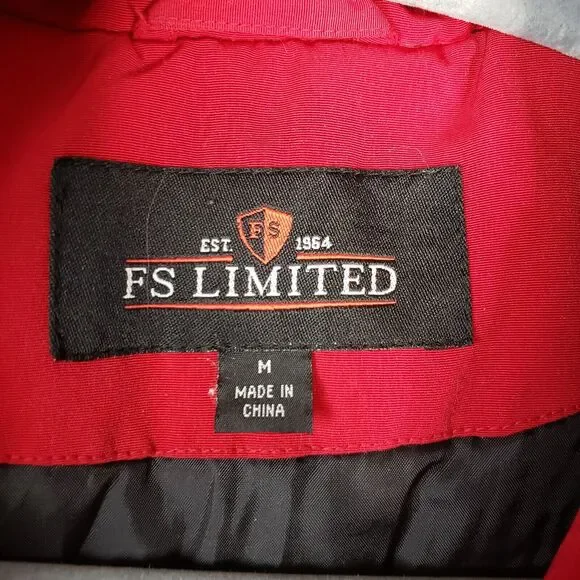 FS
EST. 1964
FS LIMITED
M
MADE IN
CHINA